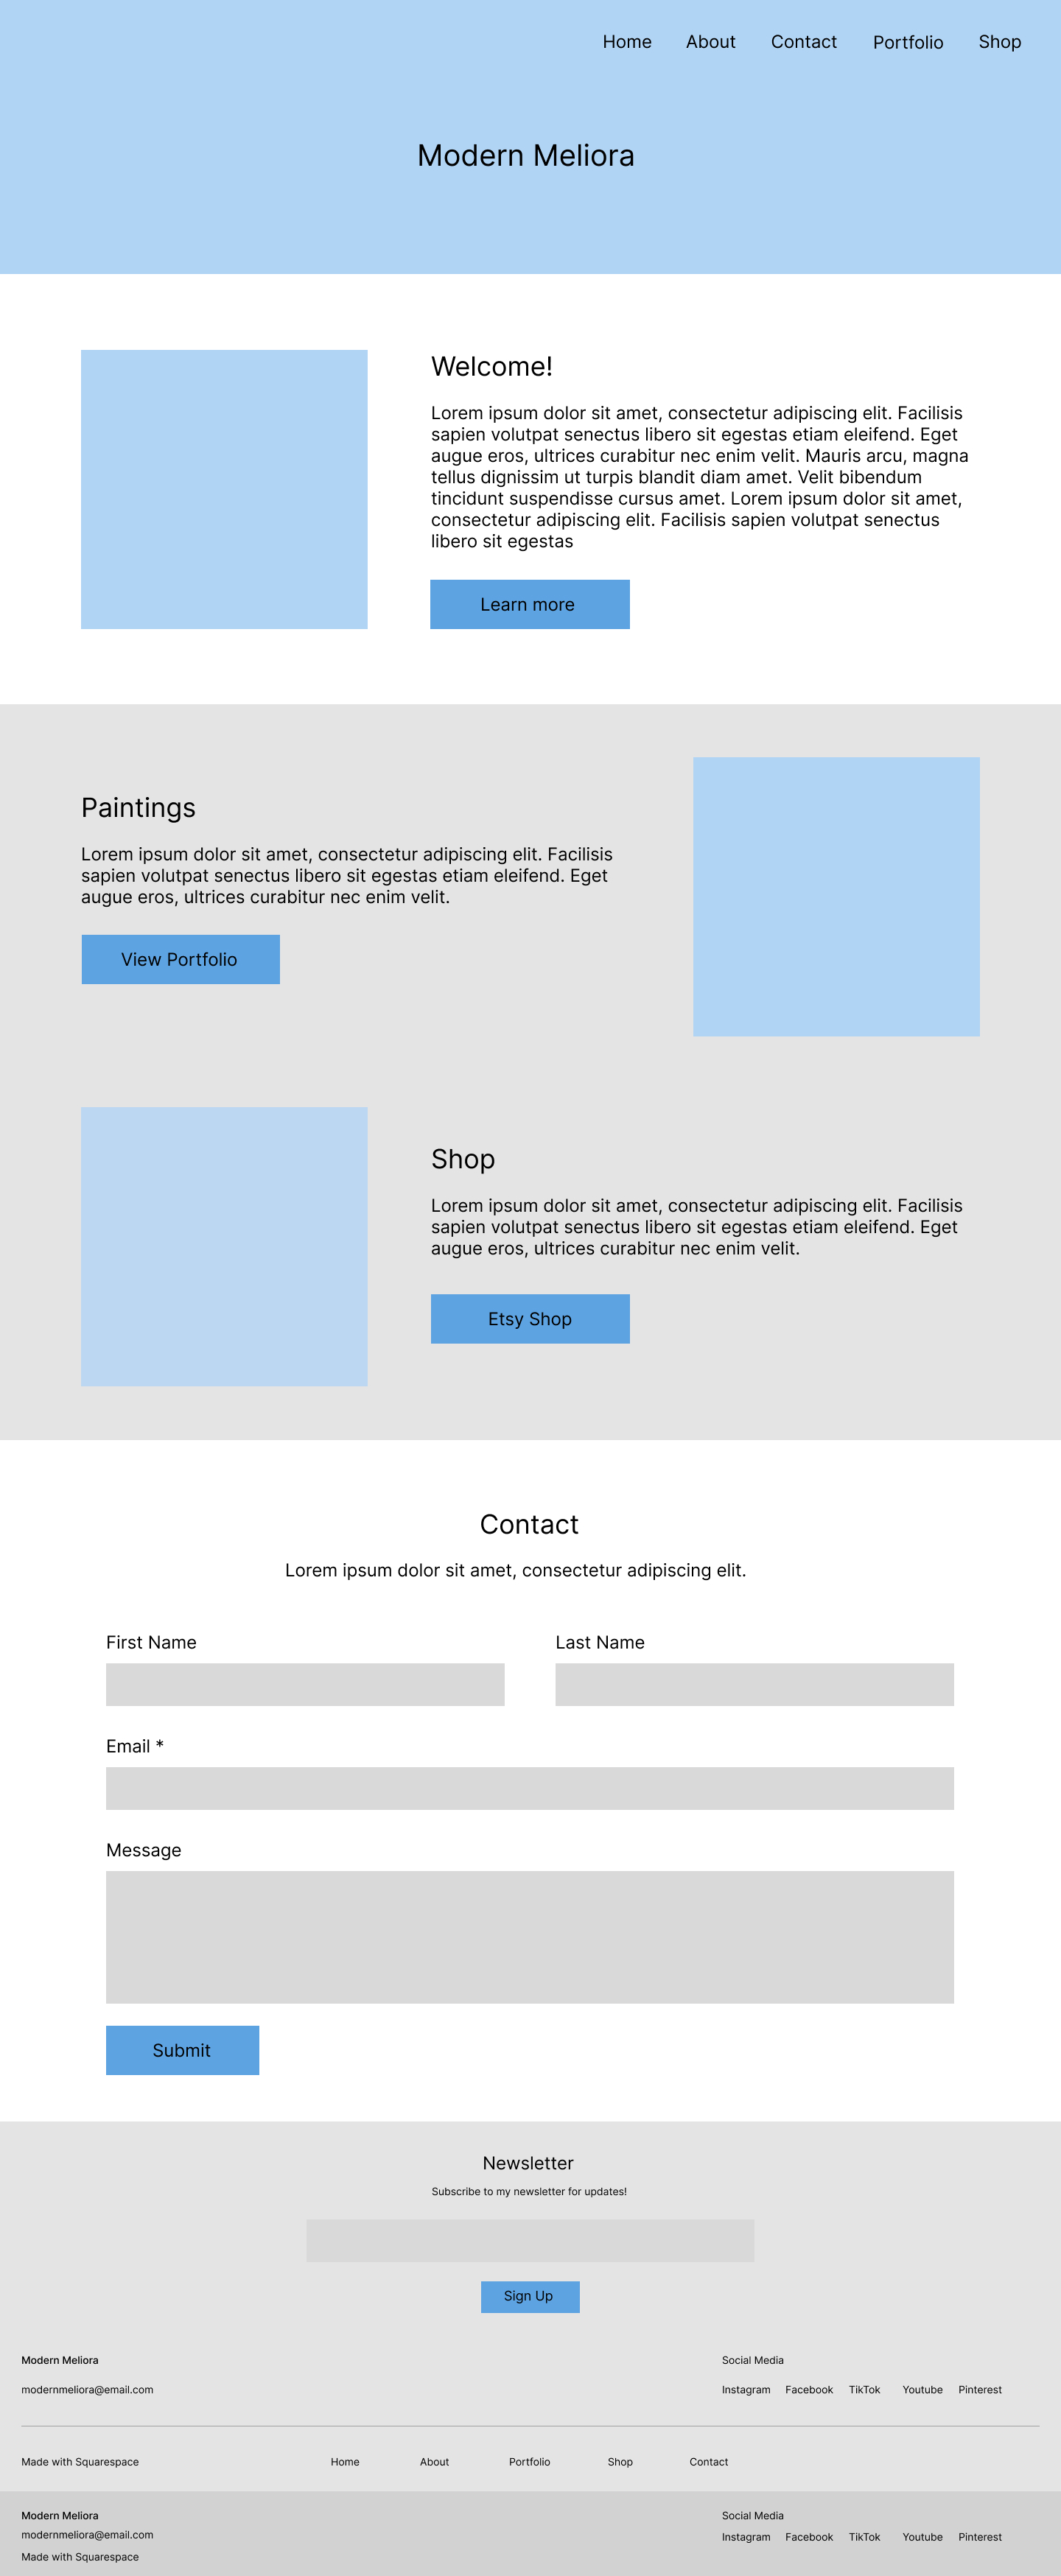 Home About Contact Portfolio Shop
Modern Meliora
Welcome!
Lorem ipsum dolor sit amet, consectetur adipiscing elit. Facilisis
sapien volutpat senectus libero sit egestas etiam eleifend. Eget
augue eros, ultrices curabitur nec enim velit. Mauris arcu, magna
tellus dignissim ut turpis blandit diam amet. Velit bibendum
tincidunt suspendisse cursus amet. Lorem ipsum dolor sit amet,
consectetur adipiscing elit. Facilisis sapien volutpat senectus
libero sit egestas
Learn more
Paintings
Lorem ipsum dolor sit amet, consectetur adipiscing elit. Facilisis
sapien volutpat senectus libero sit egestas etiam eleifend. Eget
augue eros, ultrices curabitur nec enim velit.
View Portfolio
Shop
Lorem ipsum dolor sit amet, consectetur adipiscing elit. Facilisis
sapien volutpat senectus libero sit egestas etiam eleifend. Eget
augue eros, ultrices curabitur nec enim velit.
Etsy Shop
Contact
Lorem ipsum dolor sit amet, consectetur adipiscing elit.
First Name Last Name
Email *
Message
Submit
Newsletter
Subscribe to my newsletter for updates!
Sign Up
Modern Meliora Social Media
modernmeliora@email.com Instagram Facebook TikTok Youtube Pinterest
Made with Squarespace Home About Portfolio Shop Contact
Modern Meliora Social Media
modernmeliora@email.com Instagram Facebook TikTok Youtube Pinterest
Made with Squarespace